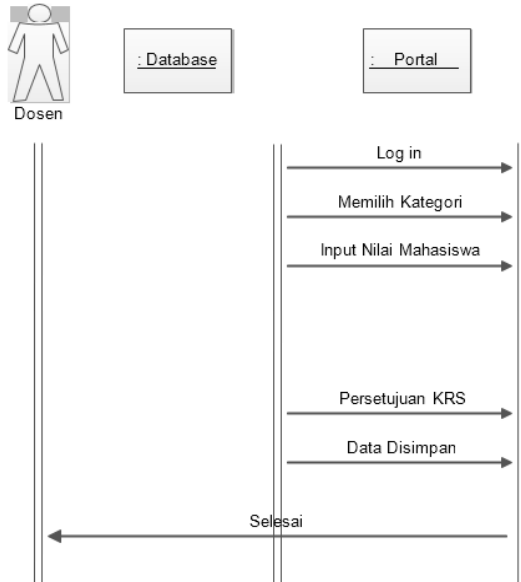 : Database
: Portal
Dosen
Log in
Memilih Kategori
Input Nilai Mahasiswa
Persetujuan KRS
Data Disimpan
Selesai